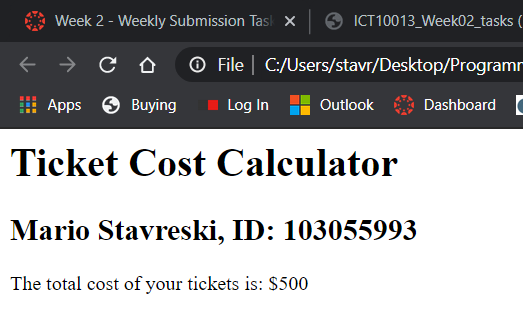 Week 2 - Weekly Submission Tas
ICT10013_Week02_tasks (
File | C:/Users/stavr/Desktop/Programm
Apps Buying Log In Outlook Dashboard
Ticket Cost Calculator
Mario Stavreski, ID: 103055993
The total cost of your tickets is: $500